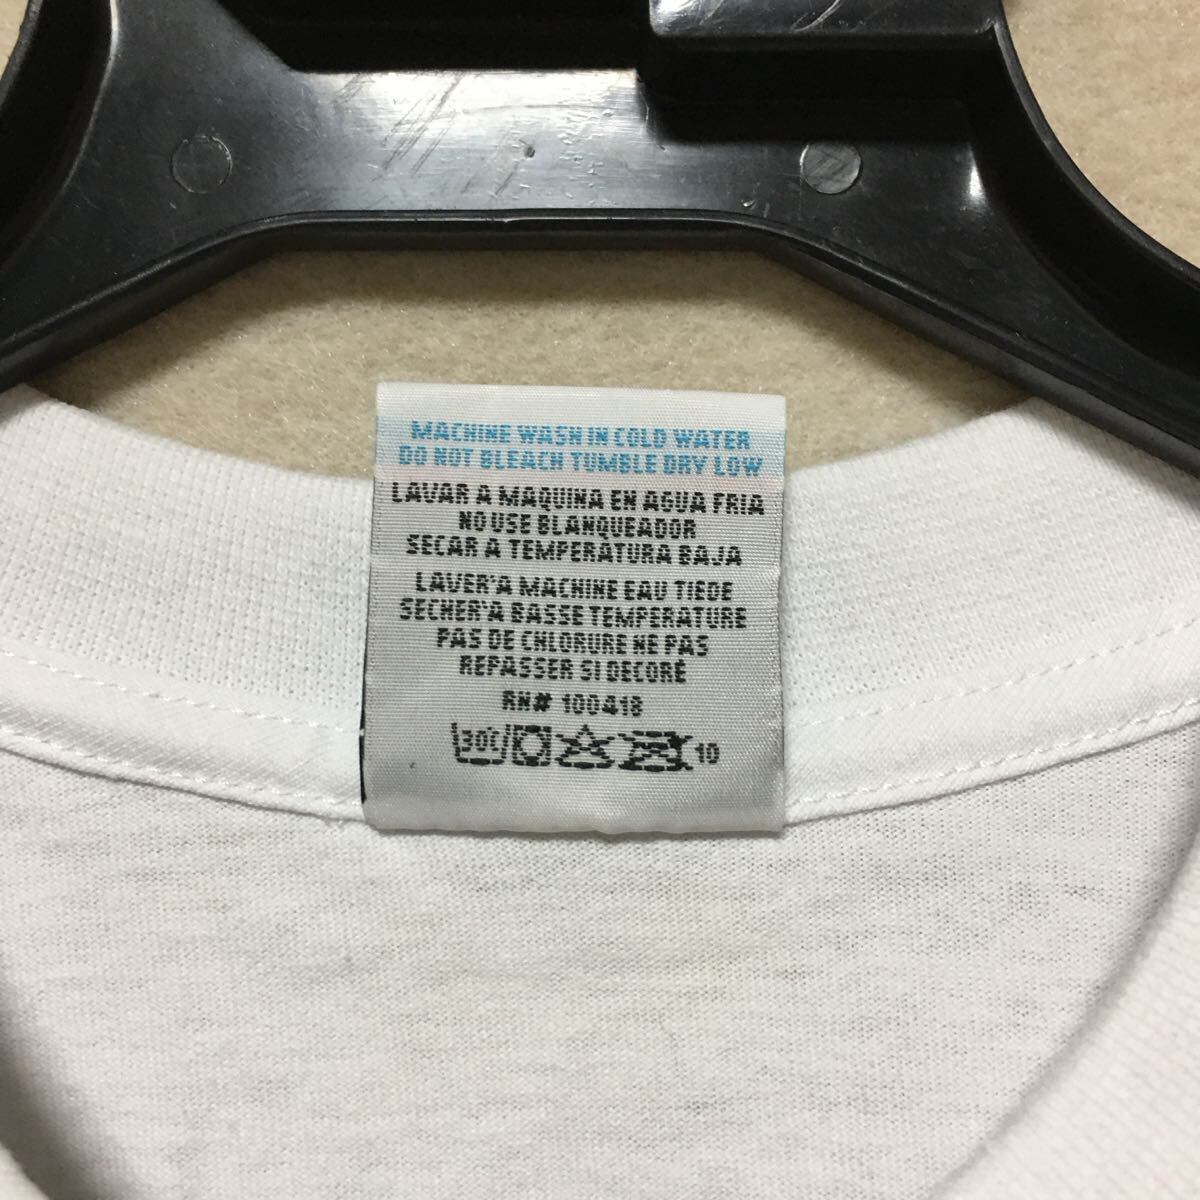 MACHINE WASH IN COLD WATER
DO NOT BLEACH TUMBLE DRY LOW
LAVAR A MAQUINA EN AGUA FRIA
NO USE BLANQUEADOR
SECAR A TEMPERATURA BAJA
LAVER'A MACHINE EAU TIEDE
SECHER'A BASSE TEMPERATURE
PAS DE CHLORURE NE PAS
REPASSER SI DECORÉ
RN# 100418
30℃ 10